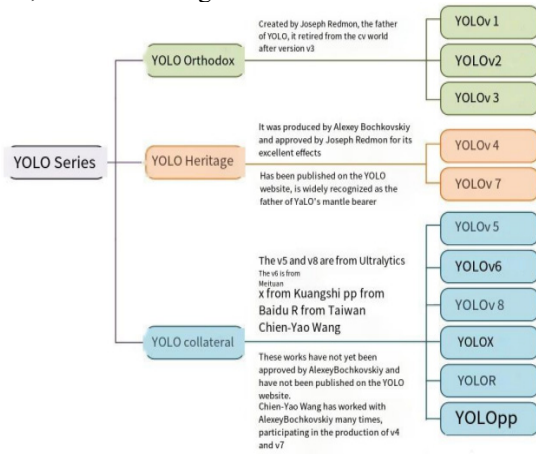 YOLO Series
YOLO Orthodox
Created by Joseph Redmon, the father
of YOLO, it retired from the cv world
after version v3
YOLOv 1
YOLOv2
YOLOv 3
YOLO Heritage
It was produced by Alexey Bochkovskiy
and approved by Joseph Redmon for its
excellent effects
Has been published on the YOLO
website, is widely recognized as the
father of YaLO's mantle bearer
YOLOv 4
YOLOv 7
YOLO collateral
The v5 and v8 are from Ultralytics
The v6 is from
Meituan
x from Kuangshi pp from
Baidu R from Taiwan
Chien-Yao Wang
These works have not yet been
approved by AlexeyBochkovskiy and
have not been published on the YOLO
website.
Chien-Yao Wang has worked with
AlexeyBochkovskiy many times,
participating in the production of v4
and v7
YOLOv 5
YOLOv6
YOLOv 8
YOLOX
YOLOR
YOLOpp